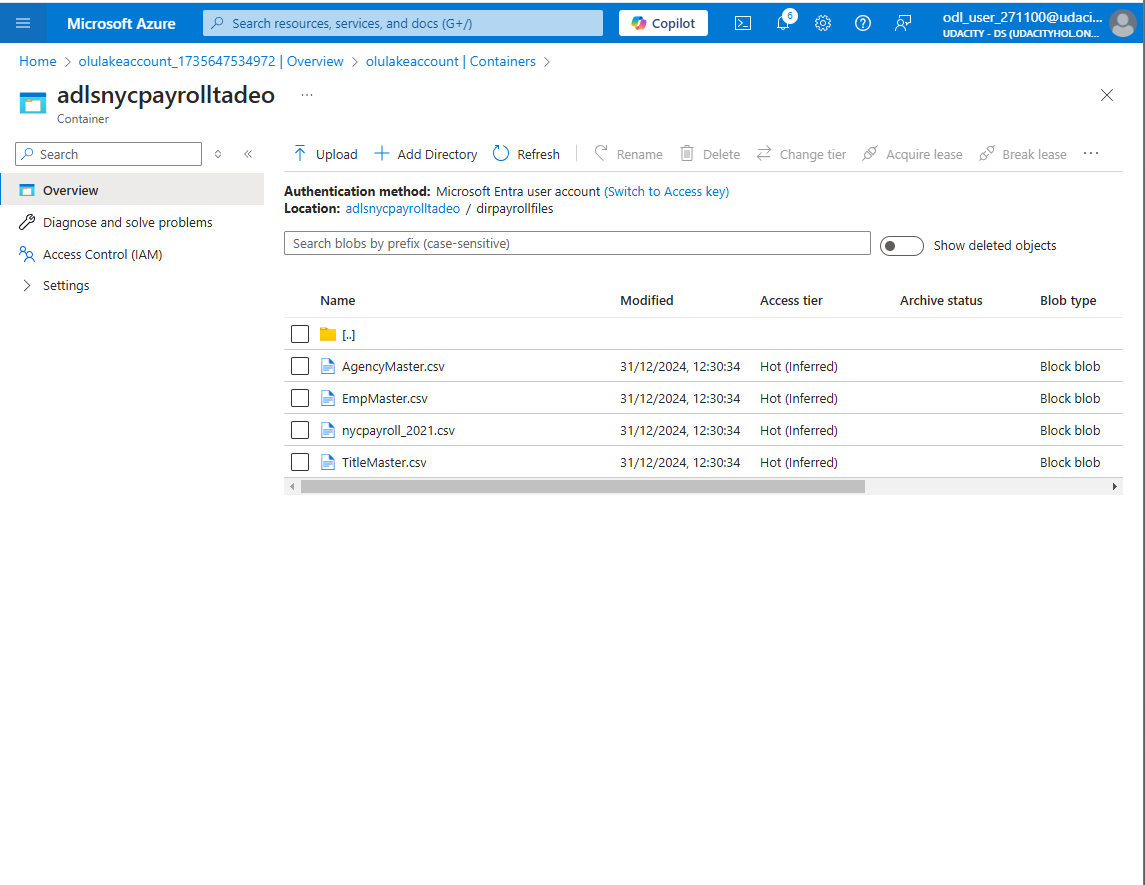 Microsoft Azure
Search resources, services, and docs (G+/)
Copilot
6
odl_user_271100@udaci...
UDACITY - DS (UDACITYHOL.ON...
Home > olulakeaccount_1735647534972 | Overview > olulakeaccount | Containers >
adlsnycpayrolltadeo ...
Container
Search
Upload Add Directory Refresh Rename Delete Change tier Acquire lease Break lease ...
Overview
Diagnose and solve problems
Access Control (IAM)
Settings
Authentication method: Microsoft Entra user account (Switch to Access key)
Location: adlsnycpayrolltadeo / dirpayrollfiles
Search blobs by prefix (case-sensitive)
Show deleted objects
Name Modified Access tier Archive status Blob type
[..]
AgencyMaster.csv 31/12/2024, 12:30:34 Hot (Inferred) Block blob
EmpMaster.csv 31/12/2024, 12:30:34 Hot (Inferred) Block blob
nycpayroll_2021.csv 31/12/2024, 12:30:34 Hot (Inferred) Block blob
TitleMaster.csv 31/12/2024, 12:30:34 Hot (Inferred) Block blob